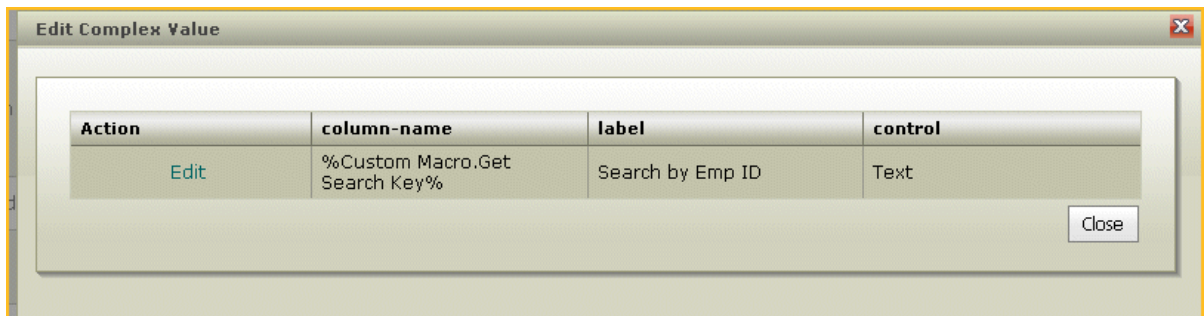 Edit Complex Value
Action column-name label control
Edit %Custom Macro.Get Search Key% Search by Emp ID Text
Close